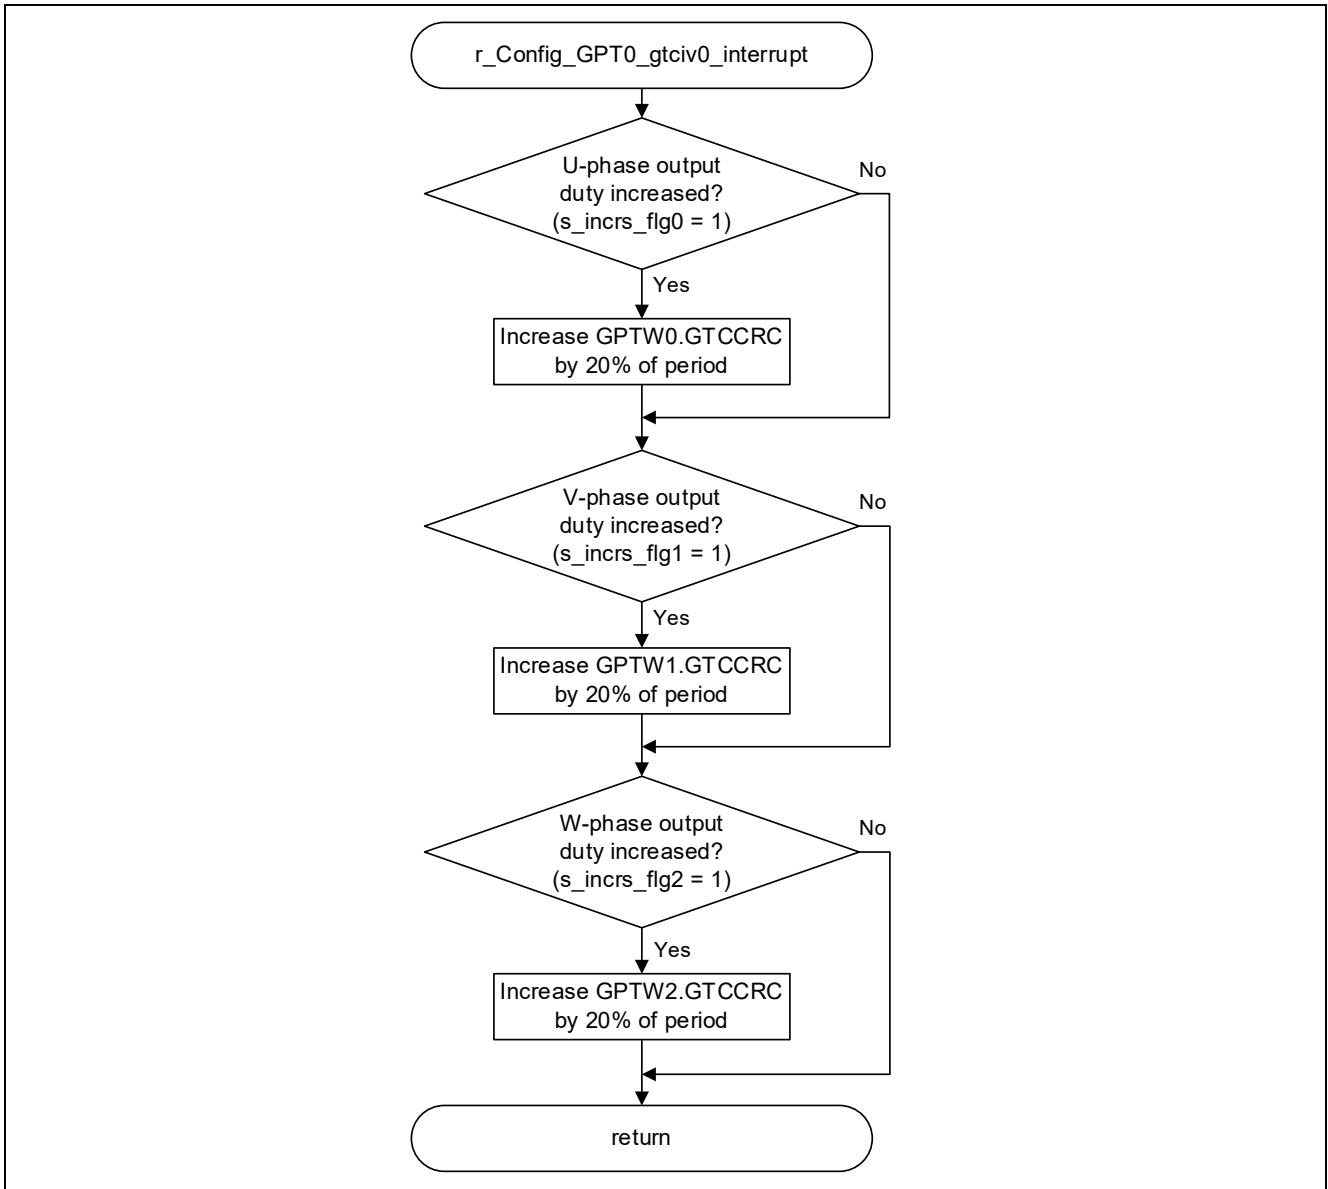 r_Config_GPT0_gtciv0_interrupt
U-phase output
duty increased?
(s_incrs_flg0 = 1)
No
Yes
Increase GPTW0.GTCCRC
by 20% of period
V-phase output
duty increased?
(s_incrs_flg1 = 1)
No
Yes
Increase GPTW1.GTCCRC
by 20% of period
W-phase output
duty increased?
(s_incrs_flg2 = 1)
No
Yes
Increase GPTW2.GTCCRC
by 20% of period
return